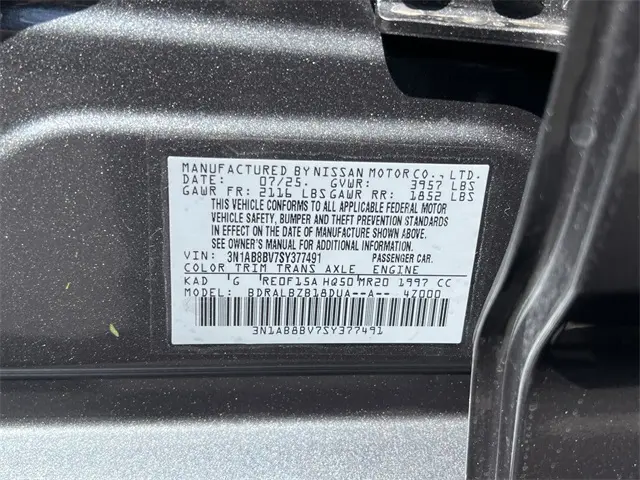 MANUFACTURED BY NISSAN MOTOR CO., LTD.
DATE: 07/25. GVWR: 3957 LBS
GAWR FR: 2116 LBS GAWR RR: 1852 LBS
THIS VEHICLE CONFORMS TO ALL APPLICABLE FEDERAL MOTOR
VEHICLE SAFETY, BUMPER AND THEFT PREVENTION STANDARDS
IN EFFECT ON THE DATE OF MANUFACTURE SHOWN ABOVE.
SEE OWNER'S MANUAL FOR ADDITIONAL INFORMATION.
VIN: 3N1AB8BV7SY377491 PASSENGER CAR.
COLOR TRIM TRANS AXLE ENGINE
KAD G RE0F15A HQ50 MR20 1997 CC
MODEL: BDRALBZB18DUA--A-- 4Z000
3N1AB8BV7SY377491